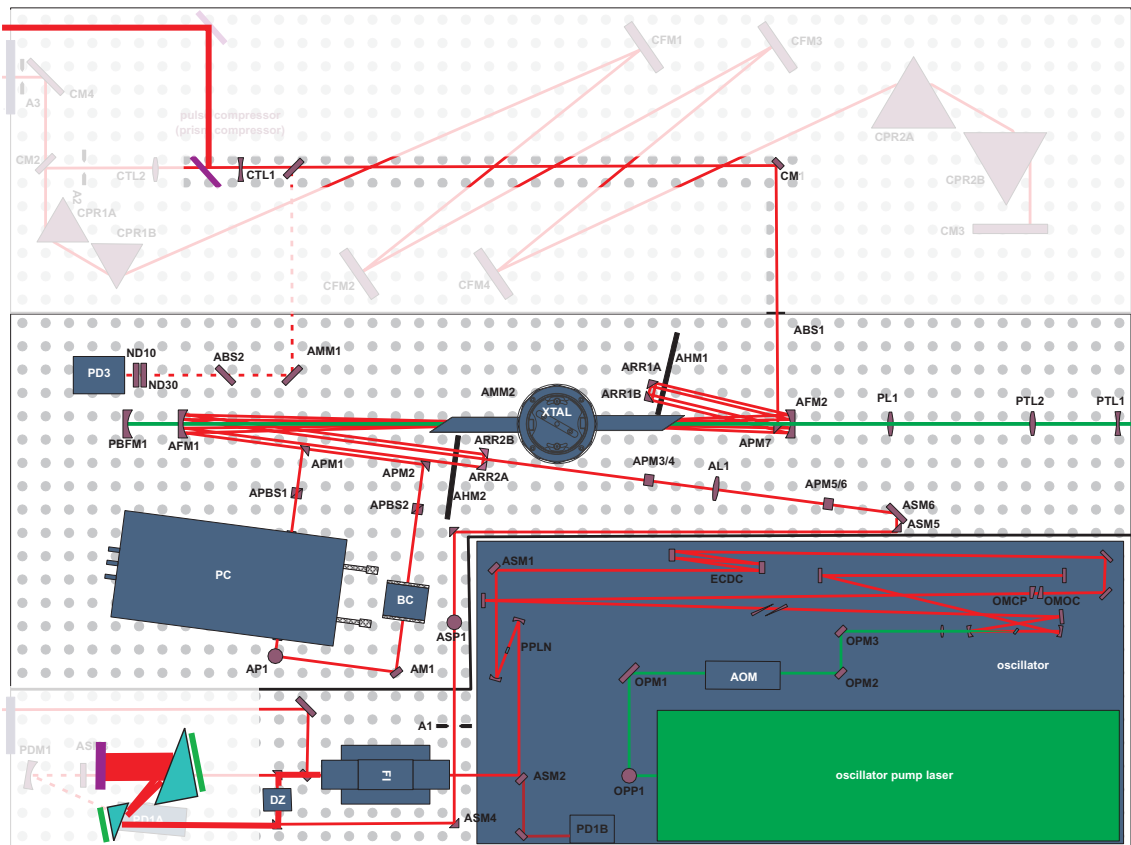 CFM1
CFM3
CM4
A3
pulse compressor
(prism compressor)
CPR2A
CM2
CTL2
CTL1
CM1
A2
CPR2B
CPR1A
CPR1B
CM3
CFM2
CFM4
ABS1
ND10
ABS2
AMM1
ARR1A
AHM1
PD3
ND30
AMM2
ARR1B
AFM2
PL1
PTL2
PTL1
XTAL
PBFM1
AFM1
APM1
APM2
ARR2B
ARR2A
APM7
APM3/4
AL1
APM5/6
APBS1
APBS2
AHM2
ASM6
ASM5
PC
BC
ASM1
ECDC
OMCP
OMOC
ASP1
PPLN
OPM3
oscillator
AP1
AM1
OPM1
AOM
OPM2
A1
PDM1
FI
ASM2
OPP1
oscillator pump laser
DZ
PD1A
ASM4
PD1B